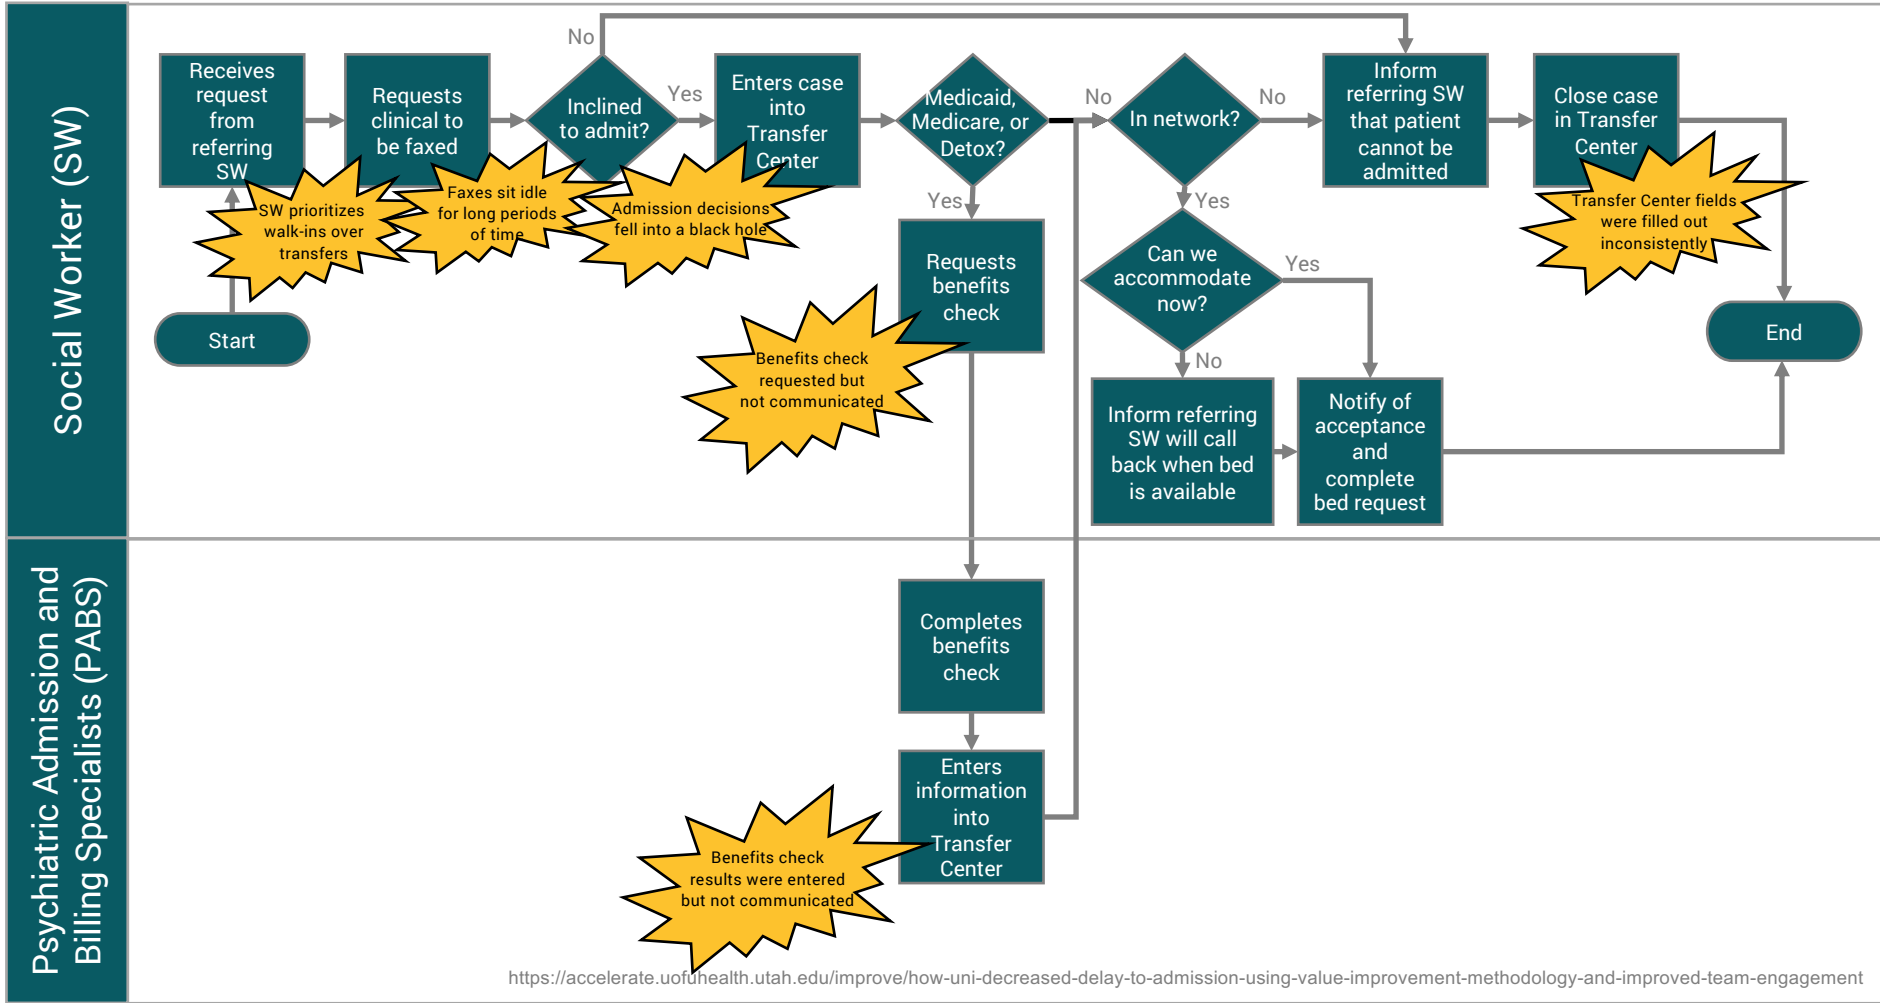 Social Worker (SW)
Receives
request
from
referring
SW
Requests
clinical to
be faxed
No
Inclined
to admit?
Yes
Enters case
into
Transfer
Center
Medicaid,
Medicare, or
Detox?
No
In network?
No
Inform
referring SW
that patient
cannot be
admitted
Close case
in Transfer
Center
SW prioritizes
walk-ins over
transfers
Faxes sit idle
for long periods
of time
Admission decisions
fell into a black hole
Yes
Yes
Transfer Center fields
were filled out
inconsistently
Start
Requests
benefits
check
Can we
accommodate
now?
Yes
End
Benefits check
requested but
not communicated
No
Inform referring
SW will call
back when bed
is available
Notify of
acceptance
and
complete
bed request
Psychiatric Admission and
Billing Specialists (PABS)
Completes
benefits
check
Enters
information
into
Transfer
Center
Benefits check
results were entered
but not communicated
https://accelerate.uofuhealth.utah.edu/improve/how-uni-decreased-delay-to-admission-using-value-improvement-methodology-and-improved-team-engagement